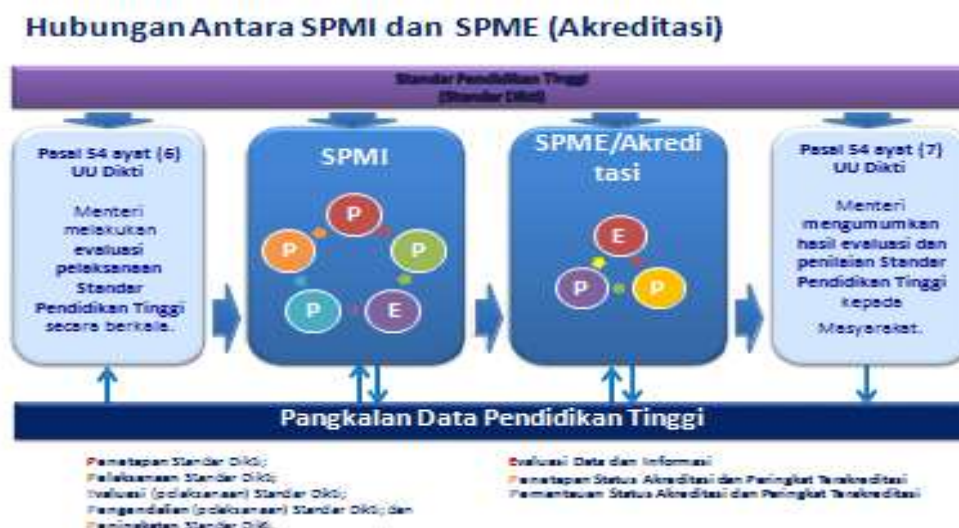 Hubungan Antara SPMI dan SPME (Akreditasi)
Standar Pendidikan Tinggi
(Standar Dikti)
Pasal 54 ayat (6)
UU Dikti
Menteri
melakukan
evaluasi
pelaksanaan
Standar
Pendidikan Tinggi
secara berkala.
SPMI
P
P
P
P
E
SPME/Akredi
tasi
E
P
P
Pasal 54 ayat (7)
UU Dikti
Menteri
mengumumkan
hasil evaluasi dan
penilaian Standar
Pendidikan Tinggi
kepada
Masyarakat.
Pangkalan Data Pendidikan Tinggi
Penetapan Standar Dikti;
Pelaksanaan Standar Dikti;
Evaluasi (pelaksanaan) Standar Dikti;
Pengendalian (pelaksanaan) Standar Dikti; dan
Peningkatan Standar Dikti.
Evaluasi Data dan Informasi
Penetapan Status Akreditasi dan Peringkat Terakreditasi
Pemantauan Status Akreditasi dan Peringkat Terakreditasi